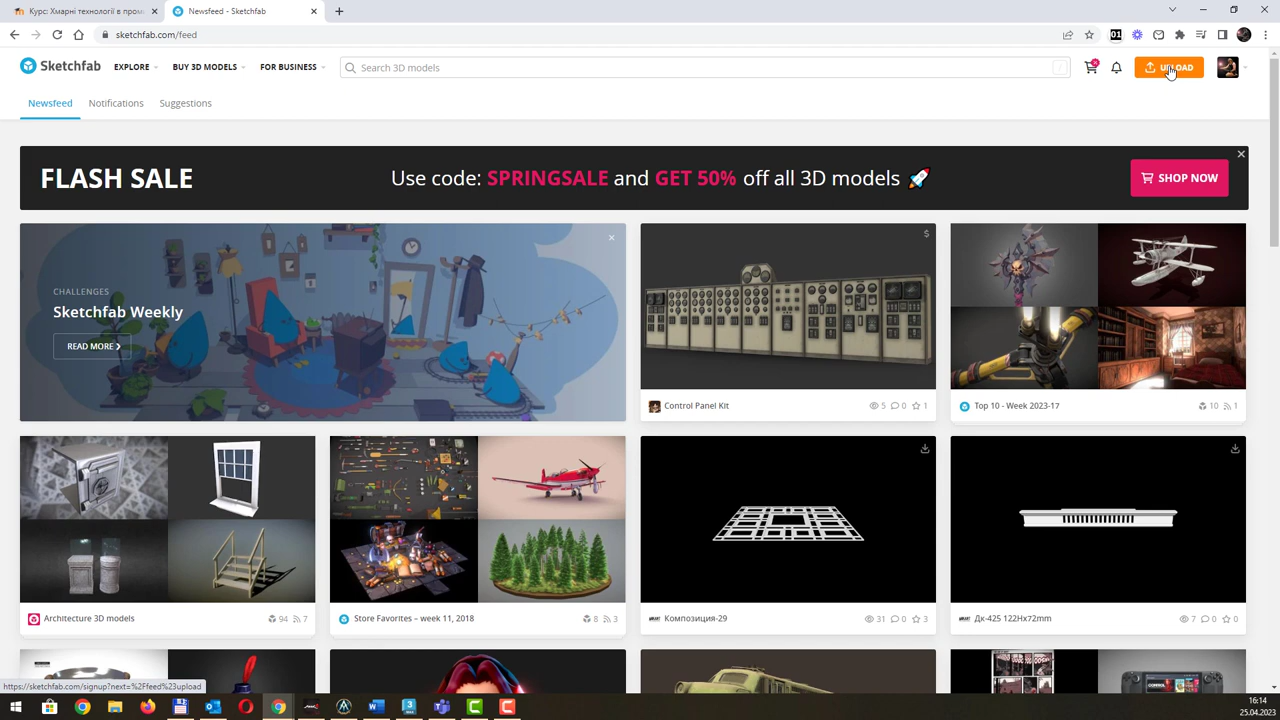 Курс: Хмарні технології в пром
Newsfeed - Sketchfab
sketchfab.com/feed
01
Sketchfab
EXPLORE
BUY 3D MODELS
FOR BUSINESS
Search 3D models
/
UPLOAD
Newsfeed
Notifications
Suggestions
FLASH SALE
Use code: SPRINGSALE and GET 50% off all 3D models 🚀
SHOP NOW
CHALLENGES
Sketchfab Weekly
READ MORE
$
Control Panel Kit
5 0 1
Top 10 - Week 2023-17
10 1
Architecture 3D models
94 7
Store Favorites – week 11, 2018
8 3
Композиция-29
31 0 3
Дк-425 122Hx72mm
7 0 0
https://sketchfab.com/signup?next=%2Ffeed%23upload
16:14
25.04.2023